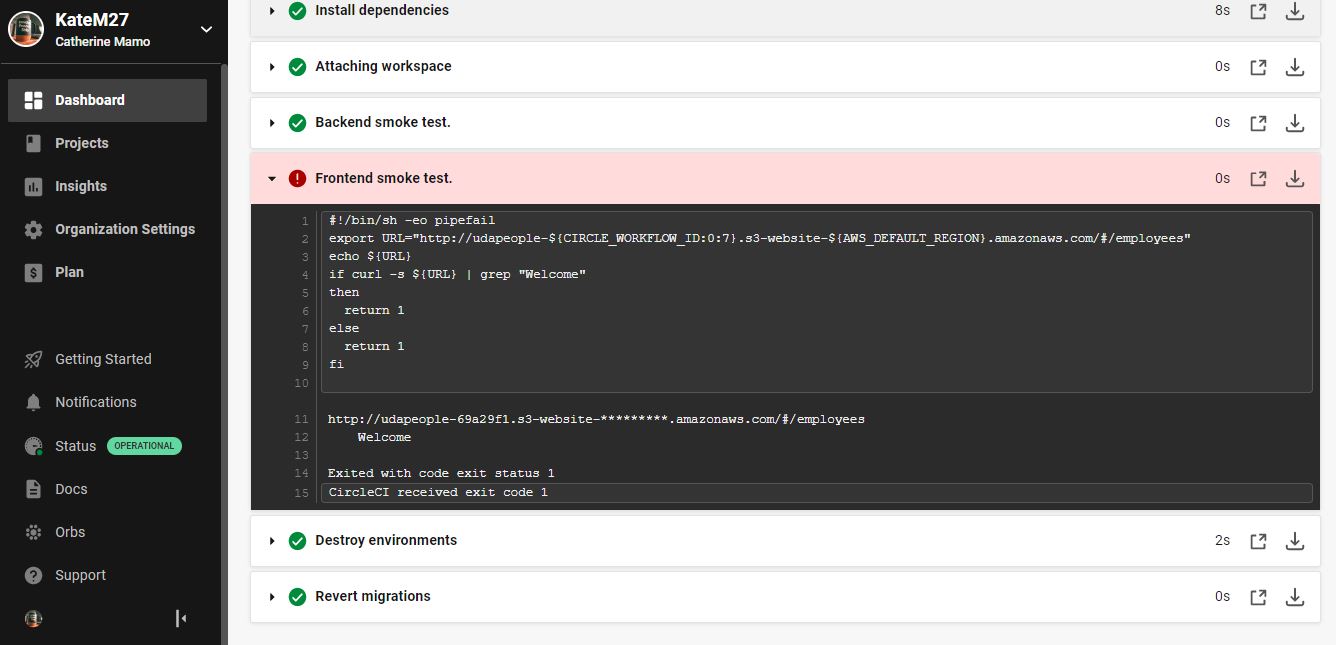 KateM27
Catherine Mamo
Dashboard
Projects
Insights
Organization Settings
Plan
Getting Started
Notifications
Status OPERATIONAL
Docs
Orbs
Support
Install dependencies 8s
Attaching workspace 0s
Backend smoke test. 0s
Frontend smoke test. 0s
1 #!/bin/sh -eo pipefail
2 export URL="http://udapeople-${CIRCLE_WORKFLOW_ID:0:7}.s3-website-${AWS_DEFAULT_REGION}.amazonaws.com/#/employees"
3 echo ${URL}
4 if curl -s ${URL} | grep "Welcome"
5 then
6   return 1
7 else
8   return 1
9 fi
10
11 http://udapeople-69a29f1.s3-website-*********.amazonaws.com/#/employees
12     Welcome
13
14 Exited with code exit status 1
15 CircleCI received exit code 1
Destroy environments 2s
Revert migrations 0s